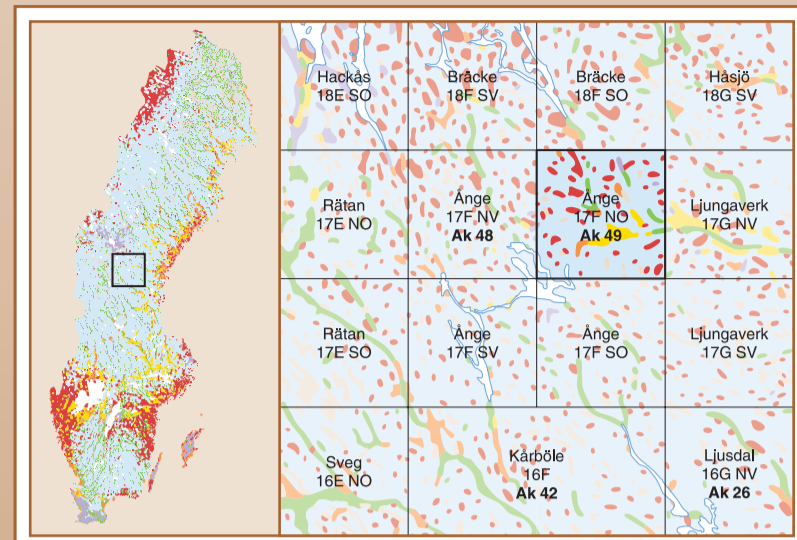 Hackås
18E SO
Bräcke
18F SV
Bräcke
18F SO
Håsjö
18G SV
Rätan
17E NO
Ånge
17F NV
Ak 48
Ånge
17F NO
Ak 49
Ljungaverk
17G NV
Rätan
17E SO
Ånge
17F SV
Ånge
17F SO
Ljungaverk
17G SV
Sveg
16E NO
Kårböle
16F
Ak 42
Ljusdal
16G NV
Ak 26